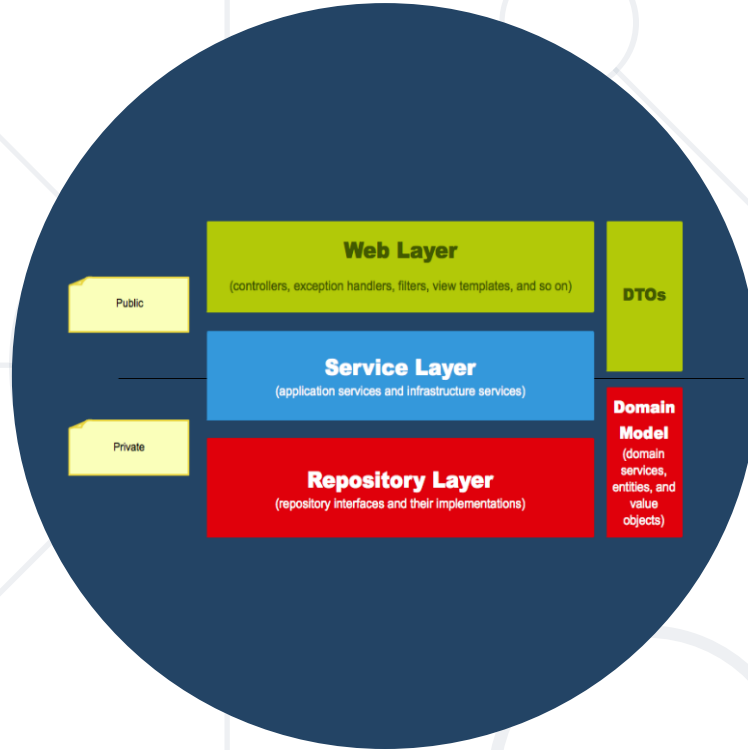 Web Layer
(controllers, exception handlers, filters, view templates, and so on)
DTOs
Public
Service Layer
(application services and infrastructure services)
Private
Repository Layer
(repository interfaces and their implementations)
Domain
Model
(domain
services,
entities, and
value
objects)